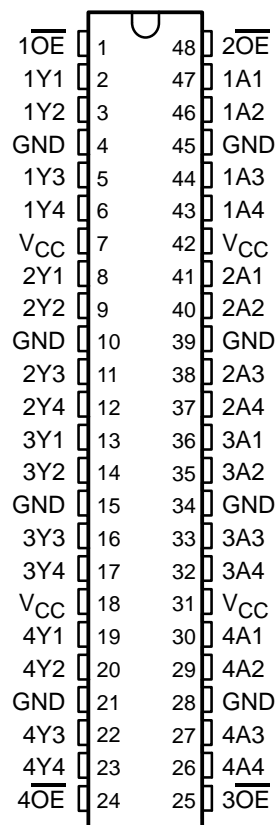 1O̅E̅ 1 48 2O̅E̅
1Y1 2 47 1A1
1Y2 3 46 1A2
GND 4 45 GND
1Y3 5 44 1A3
1Y4 6 43 1A4
VCC 7 42 VCC
2Y1 8 41 2A1
2Y2 9 40 2A2
GND 10 39 GND
2Y3 11 38 2A3
2Y4 12 37 2A4
3Y1 13 36 3A1
3Y2 14 35 3A2
GND 15 34 GND
3Y3 16 33 3A3
3Y4 17 32 3A4
VCC 18 31 VCC
4Y1 19 30 4A1
4Y2 20 29 4A2
GND 21 28 GND
4Y3 22 27 4A3
4Y4 23 26 4A4
4O̅E̅ 24 25 3O̅E̅